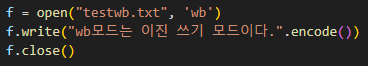 f = open("testwb.txt", 'wb')
f.write("wb모드는 이진 쓰기 모드이다.".encode())
f.close()